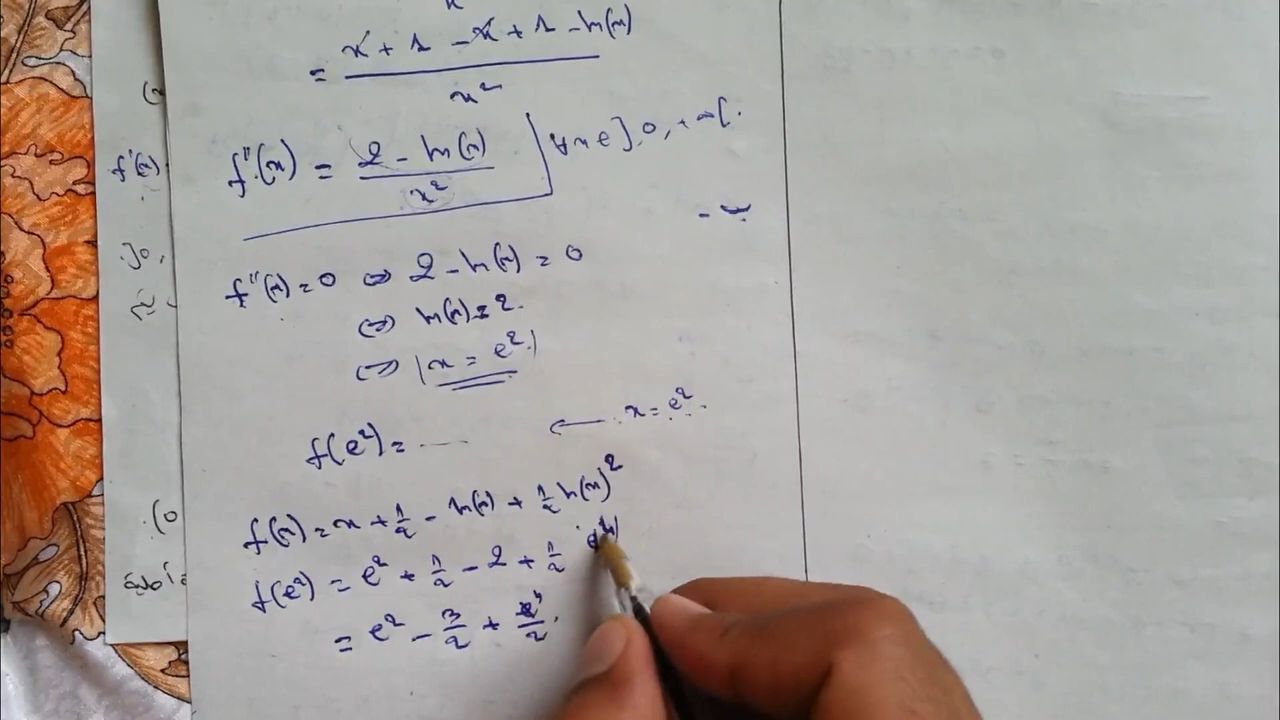 = x + 1 - x + 1 - ln(x) / x²
f"(x) = 2 - ln(x) / x² ∀x ∈ ]0, +∞[.
f'(x)
- ب
]0,
f"(x) = 0 ⇔ 2 - ln(x) = 0
⇔ ln(x) = 2.
⇔ x = e².
f(e²) = ...... ← x = e²
f(x) = x + 1/2 - ln(x) + 1/2 ln(x)²
f(e²) = e² + 1/2 - 2 + 1/2
= e² - 3/2 +